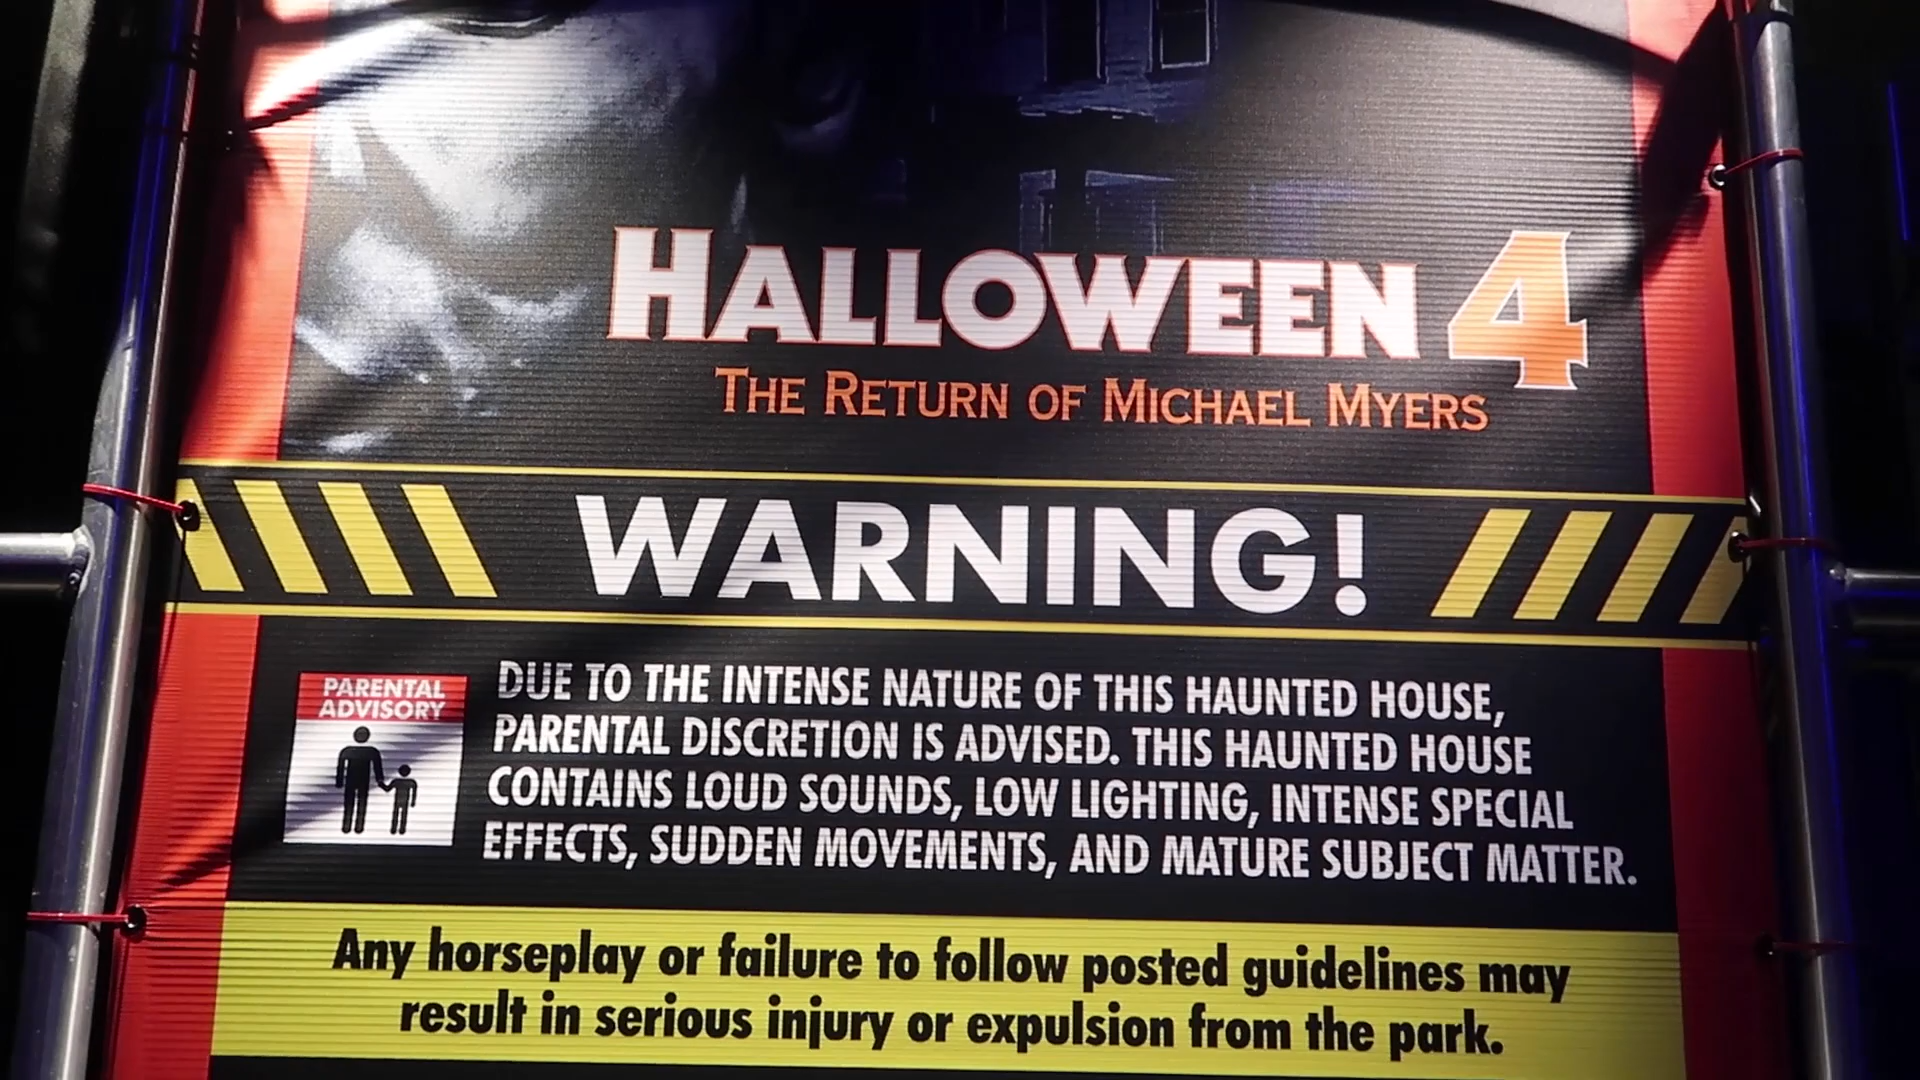 HALLOWEEN 4
THE RETURN OF MICHAEL MYERS
WARNING!
PARENTAL
ADVISORY
DUE TO THE INTENSE NATURE OF THIS HAUNTED HOUSE,
PARENTAL DISCRETION IS ADVISED. THIS HAUNTED HOUSE
CONTAINS LOUD SOUNDS, LOW LIGHTING, INTENSE SPECIAL
EFFECTS, SUDDEN MOVEMENTS, AND MATURE SUBJECT MATTER.
Any horseplay or failure to follow posted guidelines may
result in serious injury or expulsion from the park.